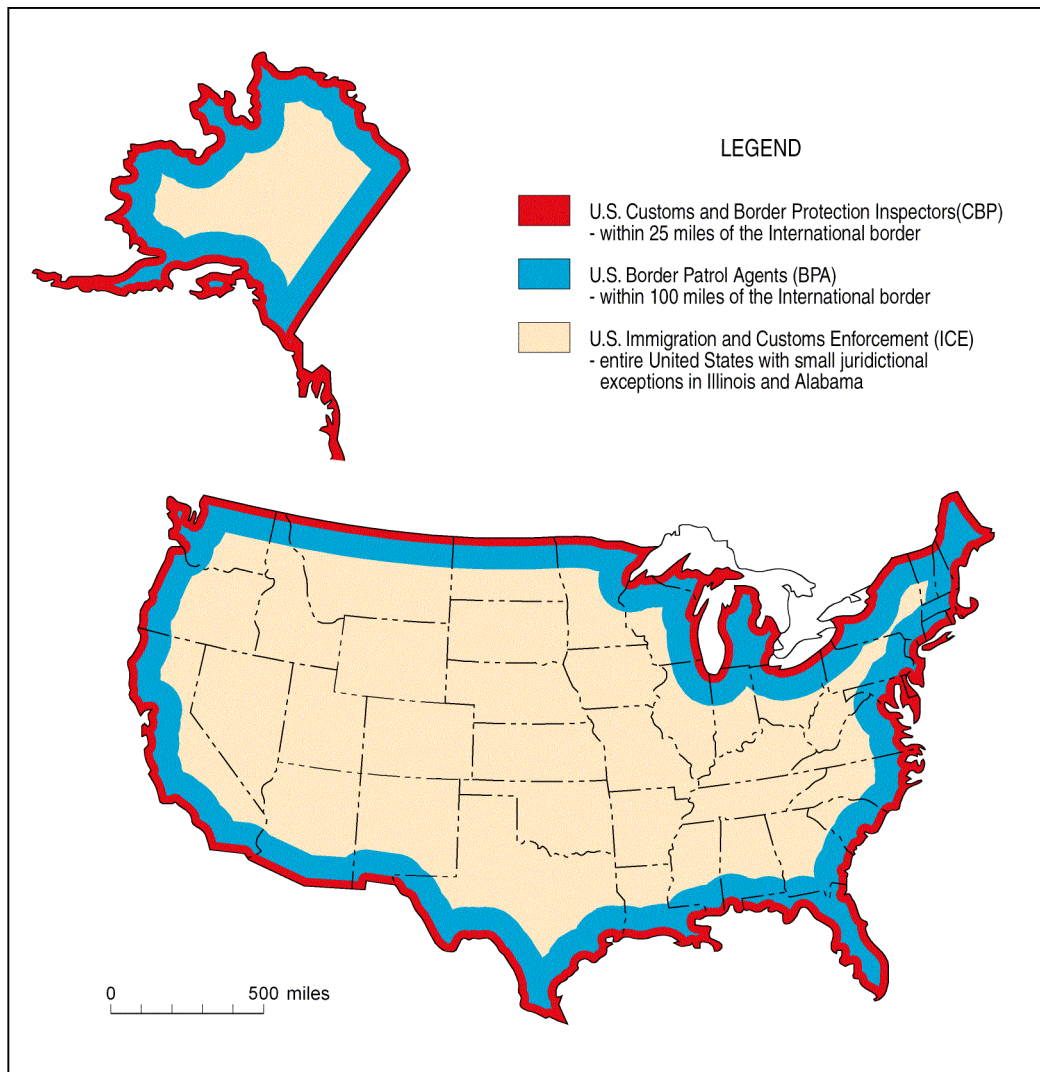 LEGEND
U.S. Customs and Border Protection Inspectors(CBP)
- within 25 miles of the International border
U.S. Border Patrol Agents (BPA)
- within 100 miles of the International border
U.S. Immigration and Customs Enforcement (ICE)
- entire United States with small juridictional
exceptions in Illinois and Alabama
0 500 miles